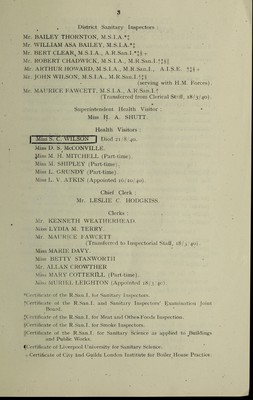 3
District Sanitary Inspectors :
Mr. BAILEY THORNTON, M.S.I.A.*‡
Mr. WILLIAM ASA BAILEY, M.S.I.A.*‡
Mr. BERT CLEAR, M.S.I.A., A.R.San.I.
Mr. ROBERT CHADWICK, M.S.I.A., M.R.San.I.
Mr. ARTHUR HOWARD, M.S.I.A., M.R.San.I., A.I.S.E.
Mr. JOHN WILSON, M.S.I.A., M.R.San.I.
(serving with H.M. Forces).
Mr. MAURICE FAWCETT, M.S.I.A., A.R.San.I.
(Transferred from Clerical Staff, 18/3/40).
Superintendent Health Visitor :
Miss H. A. SHUTT.
Health Visitors :
Miss S. C. WILSON Died 21/8/40.
Miss D. S. McCONVILLE.
Miss M. H. MITCHELL (Part-time).
Miss M. SHIPLEY (Part-time).
Miss L. GRUNDY (Part-time).
Miss L. V. ATKIN (Appointed 16/10/40).
Chief Clerk :
Mr. LESLIE C. HODGKISS.
Clerks :
Mr. KENNETH WEATHERHEAD.
Miss LYDIA M. TERRY.
Mr. MAURICE FAWCETT
(Transferred to Inspectorial Staff, 18/3/40).
Miss MARIE DAVY.
Miss BETTY STANWORTH
Mr. ALLAN CROWTHER
Miss MARY COTTERILL (Part-time).
Miss MURIEL LEIGHTON (Appointed 18/3/40).
*Certificate of the R.San.I. for Sanitary Inspectors.
†Certificate of the R.San.I. and Sanitary Inspectors' Examination Joint
Board.
‡Certificate of the R.San.I. for Meat and Other Foods Inspection.
§Certificate of the R.San.I. for Smoke Inspectors.
Certificate of the R.San.I. for Sanitary Science as applied to Buildings
and Public Works.
Certificate of Liverpool University for Sanitary Science.
Certificate of City and Guilds London Institute for Boiler House Practice.